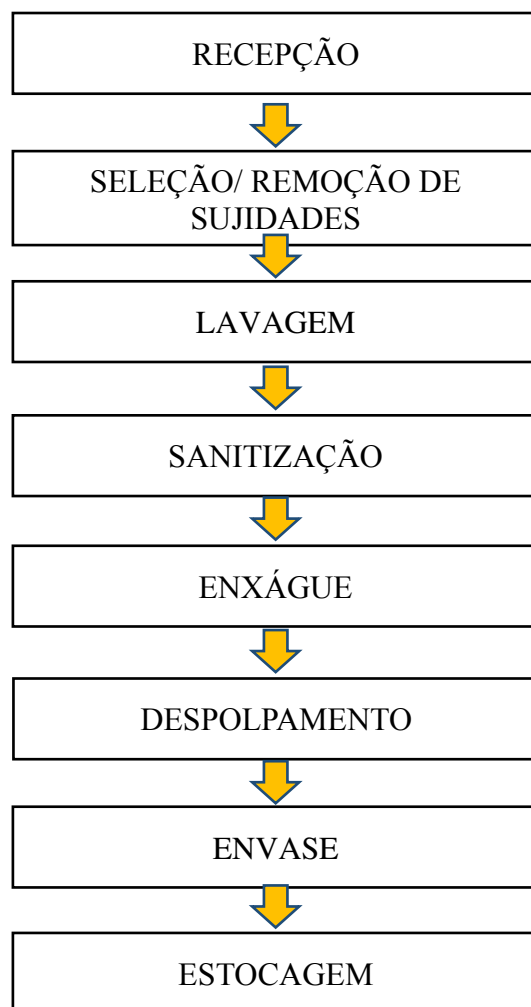 RECEPÇÃO
SELEÇÃO/ REMOÇÃO DE
SUJIDADES
LAVAGEM
SANITIZAÇÃO
ENXÁGUE
DESPOLPAMENTO
ENVASE
ESTOCAGEM